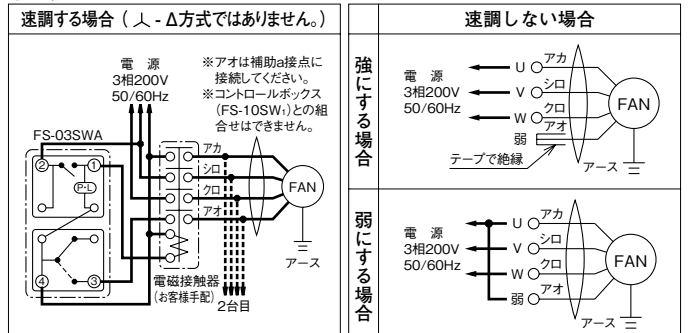 速調する場合（人-Δ方式ではありません。）
電 源
3相200V
50/60Hz
※アオは補助a接点に
接続してください。
※コントロールボックス
（FS-10SW₁）との組
合せはできません。
FS-03SWA
②
①
P-L
④
③
アカ
シロ
クロ
アオ
FAN
アース
電磁接触器
（お客様手配）
2台目
速調しない場合
強にする場合
電 源
3相200V
50/60Hz
U
V
W
弱
アカ
シロ
クロ
アオ
FAN
テープで絶縁
アース
弱にする場合
電 源
3相200V
50/60Hz
U
V
W
弱
アカ
シロ
クロ
アオ
FAN
アース